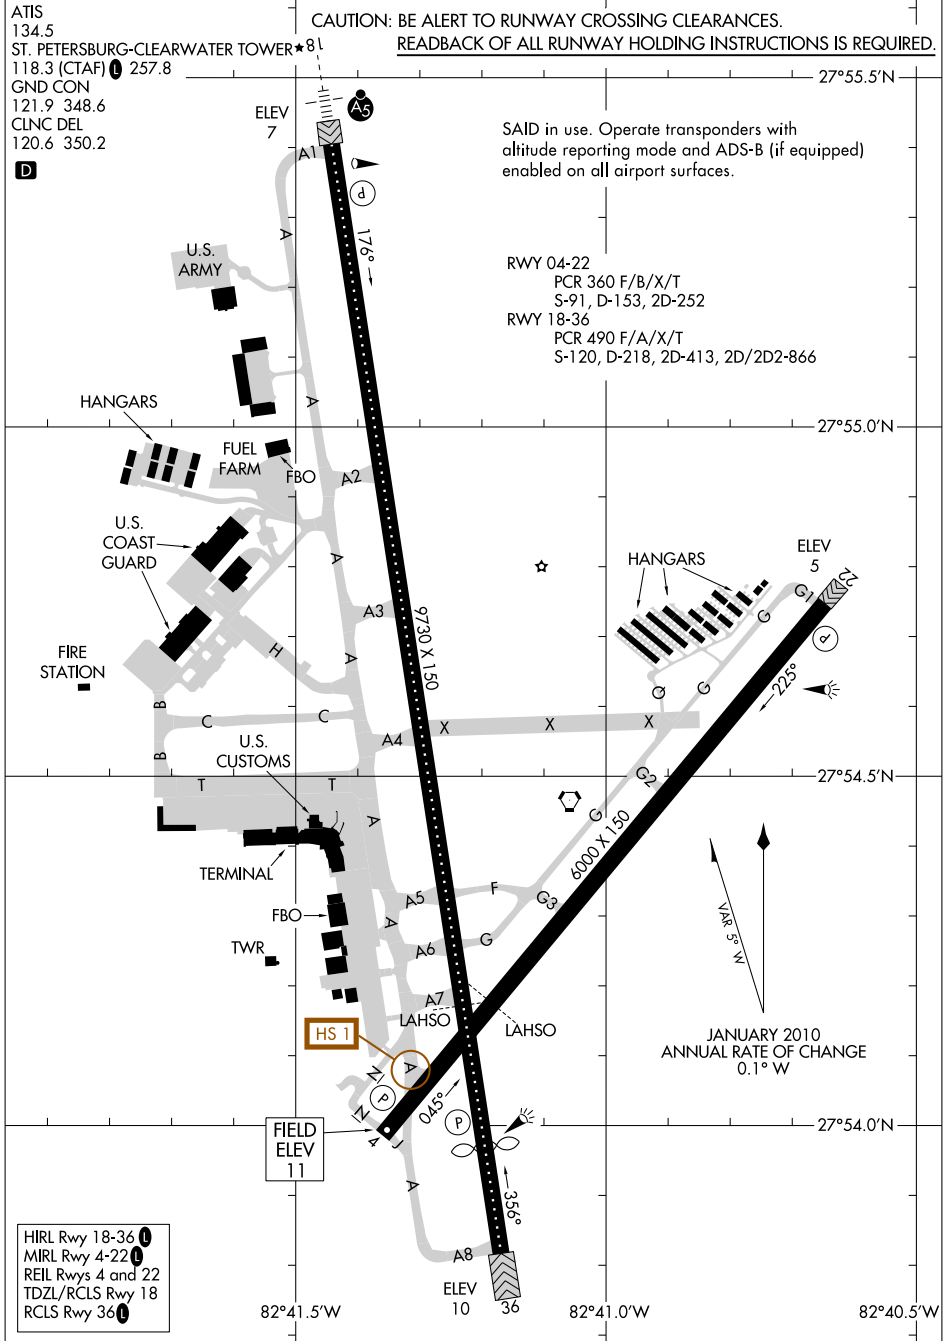 ATIS
134.5
ST. PETERSBURG-CLEARWATER TOWER★
118.3 (CTAF) L 257.8
GND CON
121.9 348.6
CLNC DEL
120.6 350.2
D
CAUTION: BE ALERT TO RUNWAY CROSSING CLEARANCES.
READBACK OF ALL RUNWAY HOLDING INSTRUCTIONS IS REQUIRED.
18
27°55.5'N
A5
ELEV
7
SAID in use. Operate transponders with
altitude reporting mode and ADS-B (if equipped)
enabled on all airport surfaces.
A1
P
A
176°
U.S.
ARMY
RWY 04-22
PCR 360 F/B/X/T
S-91, D-153, 2D-252
RWY 18-36
PCR 490 F/A/X/T
S-120, D-218, 2D-413, 2D/2D2-866
A
HANGARS
27°55.0'N
FUEL
FARM
FBO
A2
U.S.
COAST
GUARD
A
HANGARS
ELEV
5
22
G1
A3
9730 X 150
G
P
FIRE
STATION
H
A
Q
G
225°
B
C
C
X
X
X
B
U.S.
CUSTOMS
A4
27°54.5'N
T
T
G2
A
G
6000 X 150
TERMINAL
A5
F
G3
FBO
A
TWR
A6
G
VAR 5° W
A7
LAHSO
LAHSO
HS 1
JANUARY 2010
ANNUAL RATE OF CHANGE
0.1° W
A
N
P
045°
P
N
4
J
27°54.0'N
FIELD
ELEV
11
A
356°
HIRL Rwy 18-36 L
MIRL Rwy 4-22 L
REIL Rwys 4 and 22
TDZL/RCLS Rwy 18
RCLS Rwy 36 L
A8
ELEV
10
36
82°41.5'W
82°41.0'W
82°40.5'W